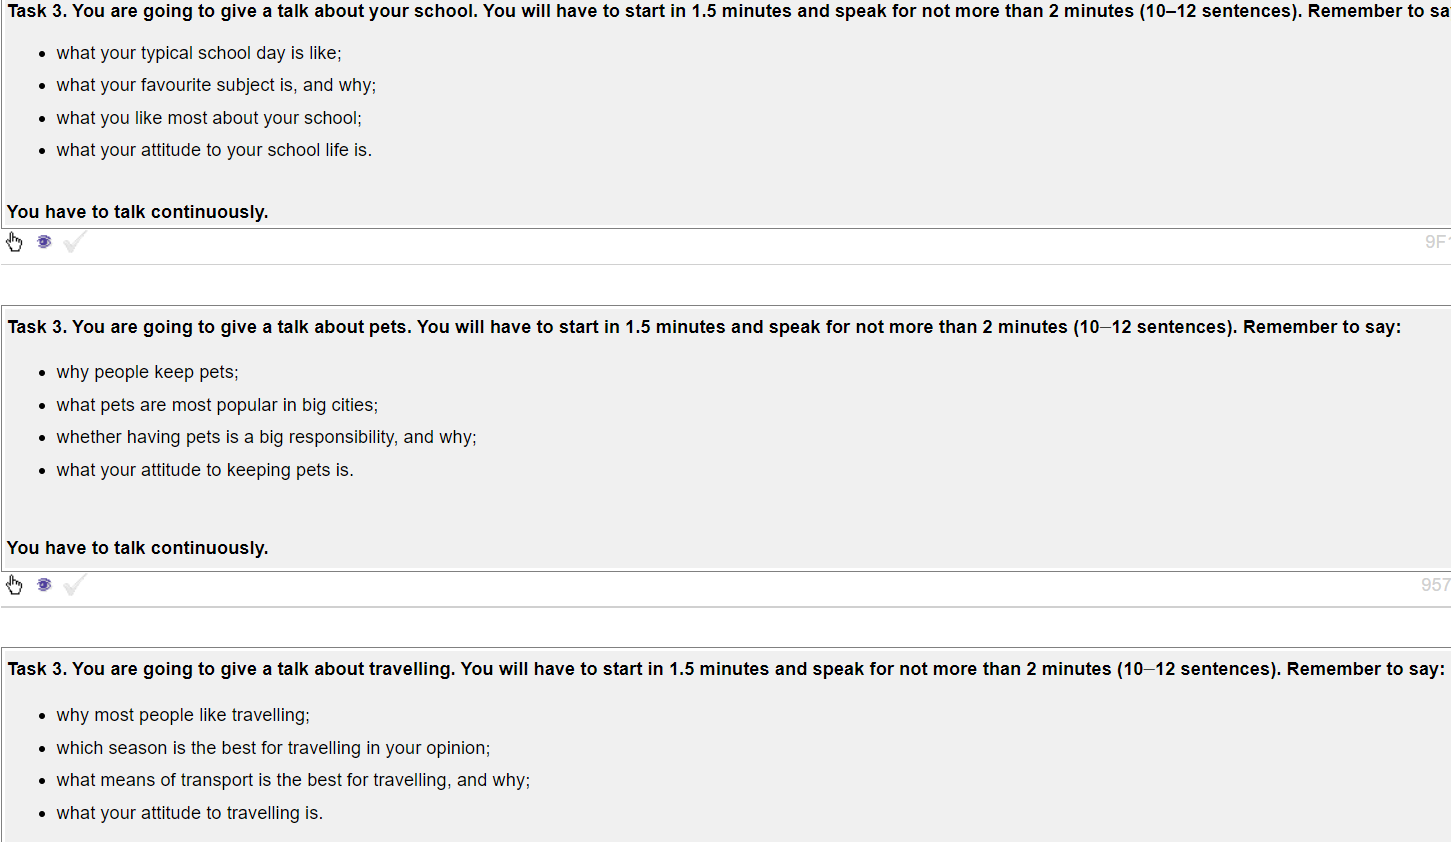 Task 3. You are going to give a talk about your school. You will have to start in 1.5 minutes and speak for not more than 2 minutes (10–12 sentences). Remember to
• what your typical school day is like;
• what your favourite subject is, and why;
• what you like most about your school;
• what your attitude to your school life is.
You have to talk continuously.
Task 3. You are going to give a talk about pets. You will have to start in 1.5 minutes and speak for not more than 2 minutes (10–12 sentences). Remember to say:
• why people keep pets;
• what pets are most popular in big cities;
• whether having pets is a big responsibility, and why;
• what your attitude to keeping pets is.
You have to talk continuously.
957
Task 3. You are going to give a talk about travelling. You will have to start in 1.5 minutes and speak for not more than 2 minutes (10–12 sentences). Remember to say:
• why most people like travelling;
• which season is the best for travelling in your opinion;
• what means of transport is the best for travelling, and why;
• what your attitude to travelling is.